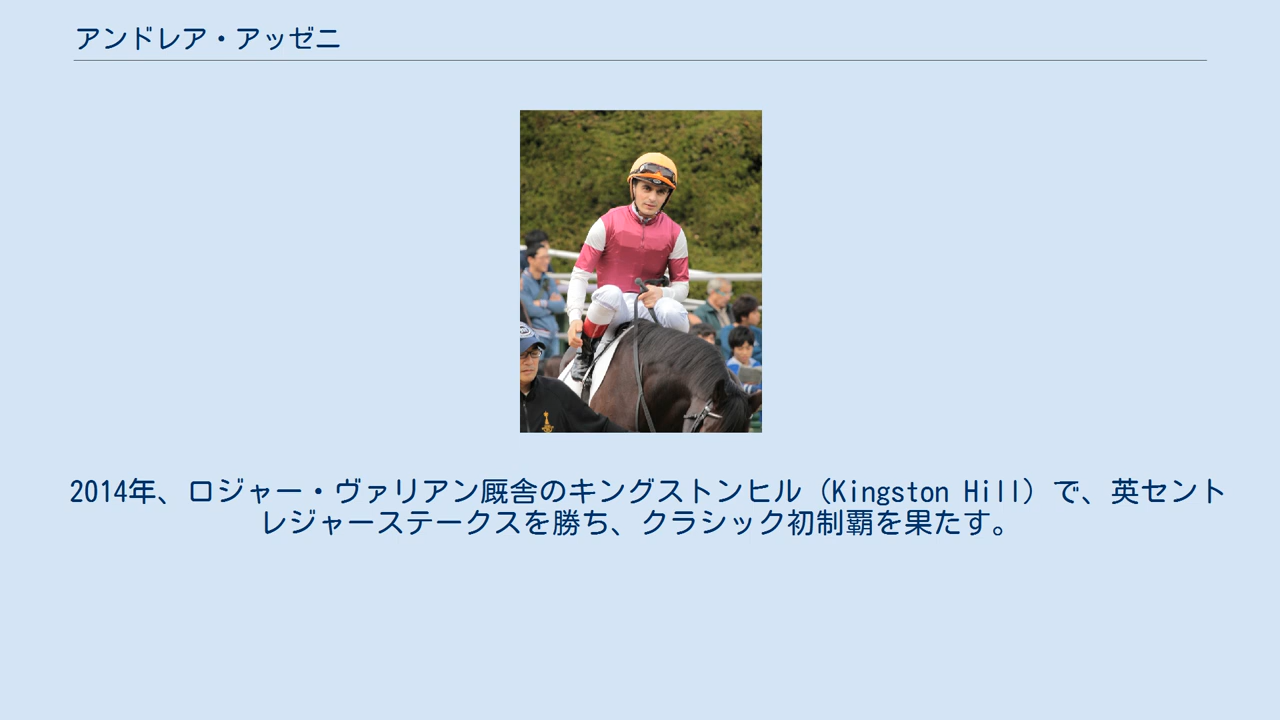 アンドレア・アッゼニ
2014年、ロジャー・ヴァリアン厩舎のキングストンヒル（Kingston Hill）で、英セント
レジャーステークスを勝ち、クラシック初制覇を果たす。